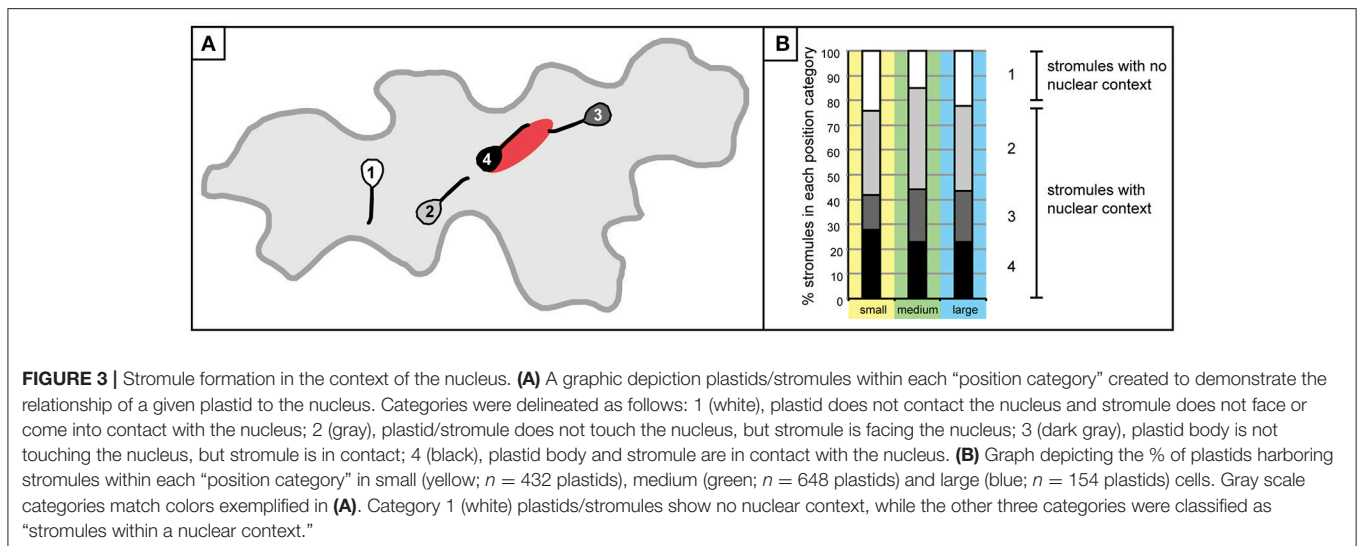 A
1
2
3
4
B
% stromules in each position category
100
90
80
70
60
50
40
30
20
10
0
small medium large
1 stromules with no
nuclear context
2
stromules with
nuclear context
3
4
FIGURE 3 | Stromule formation in the context of the nucleus. (A) A graphic depiction plastids/stromules within each “position category” created to demonstrate the
relationship of a given plastid to the nucleus. Categories were delineated as follows: 1 (white), plastid does not contact the nucleus and stromule does not face or
come into contact with the nucleus; 2 (gray), plastid/stromule does not touch the nucleus, but stromule is facing the nucleus; 3 (dark gray), plastid body is not
touching the nucleus, but stromule is in contact; 4 (black), plastid body and stromule are in contact with the nucleus. (B) Graph depicting the % of plastids harboring
stromules within each “position category” in small (yellow; n = 432 plastids), medium (green; n = 648 plastids) and large (blue; n = 154 plastids) cells. Gray scale
categories match colors exemplified in (A). Category 1 (white) plastids/stromules show no nuclear context, while the other three categories were classified as
“stromules within a nuclear context.”